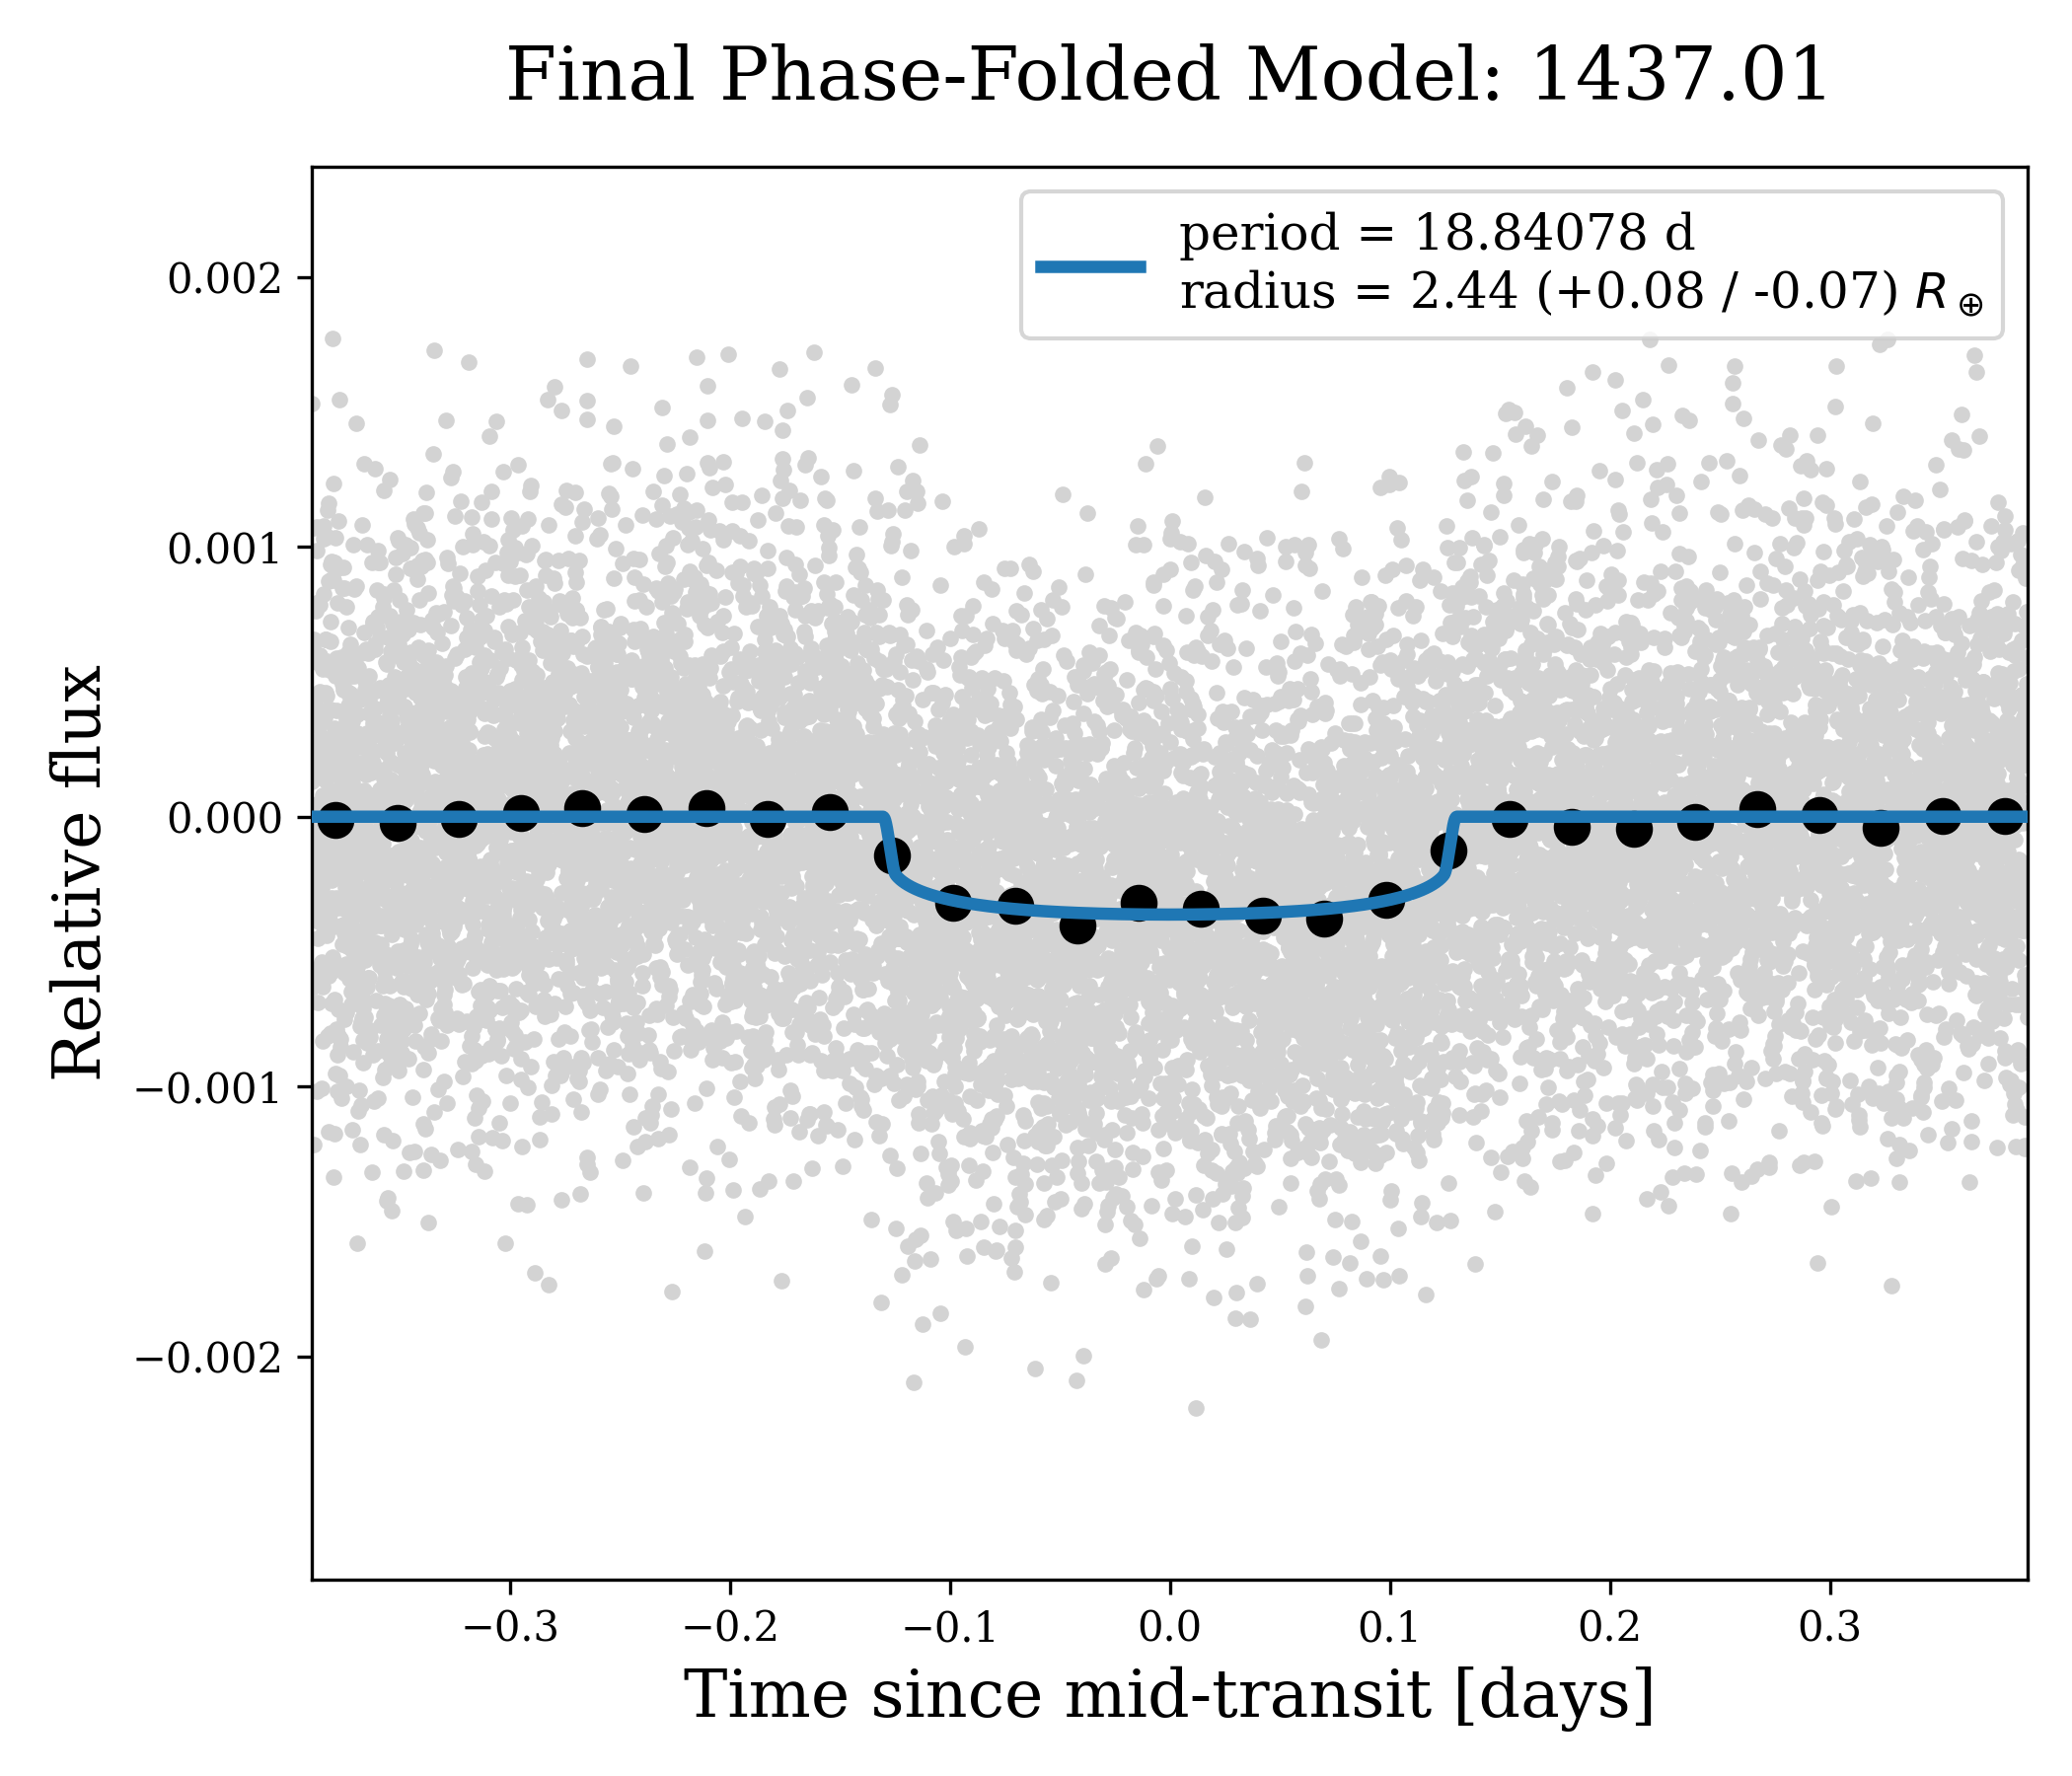 Final Phase-Folded Model: 1437.01
period = 18.84078 d
radius = 2.44 (+0.08 / -0.07) R⊕
0.002
0.001
0.000
−0.001
−0.002
Relative flux
−0.3 −0.2 −0.1 0.0 0.1 0.2 0.3
Time since mid-transit [days]